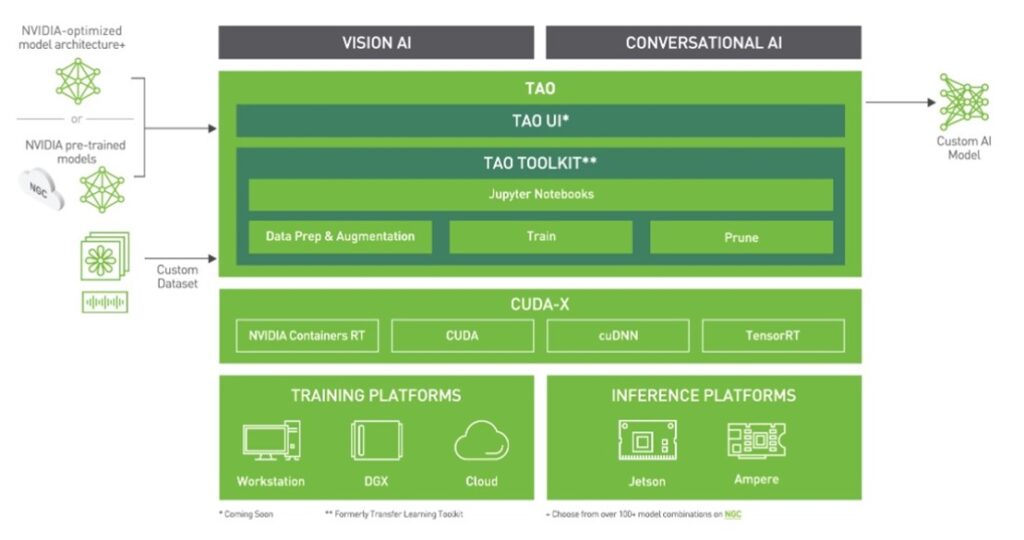 NVIDIA-optimized
model architecture+
or
NVIDIA pre-trained
models
NGC
Custom
Dataset
VISION AI
CONVERSATIONAL AI
TAO
TAO UI*
TAO TOOLKIT**
Jupyter Notebooks
Data Prep & Augmentation
Train
Prune
Custom AI
Model
CUDA-X
NVIDIA Containers RT
CUDA
cuDNN
TensorRT
TRAINING PLATFORMS
Workstation
DGX
Cloud
INFERENCE PLATFORMS
Jetson
Ampere
* Coming Soon
** Formerly Transfer Learning Toolkit
+ Choose from over 100+ model combinations on NGC